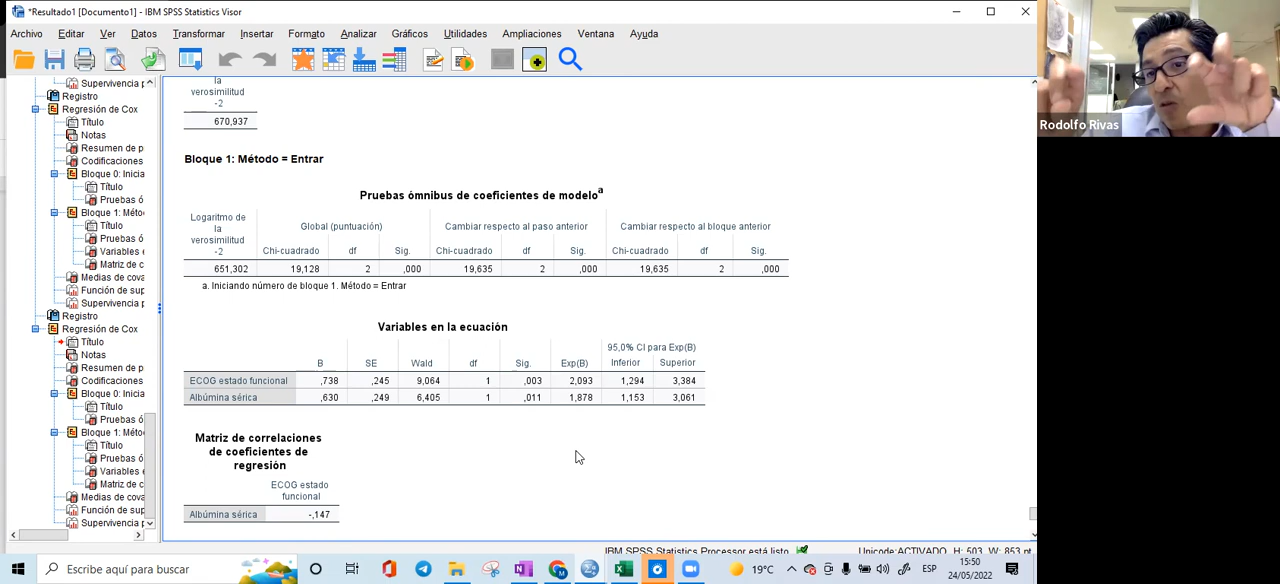 *Resultado1 [Documento1] - IBM SPSS Statistics Visor
Archivo Editar Ver Datos Transformar Insertar Formato Analizar Gráficos Utilidades Ampliaciones Ventana Ayuda
Supervivencia
Registro
Regresión de Cox
Título
Notas
Resumen de p
Codificaciones
Bloque 0: Inicia
Título
Pruebas ó
Bloque 1: Méto
Título
Pruebas ó
Variables e
Matriz de c
Medias de cova
Función de sup
Supervivencia p
Registro
Regresión de Cox
Título
Notas
Resumen de p
Codificaciones
Bloque 0: Inicia
Título
Pruebas ó
Bloque 1: Méto
Título
Pruebas ó
Variables e
Matriz de c
Medias de cova
Función de sup
Supervivencia p
la
verosimilitud
-2
670,937
Bloque 1: Método = Entrar
Pruebas ómnibus de coeficientes de modeloa
Logaritmo de
la
verosimilitud
-2
Global (puntuación) Cambiar respecto al paso anterior Cambiar respecto al bloque anterior
Chi-cuadrado df Sig. Chi-cuadrado df Sig. Chi-cuadrado df Sig.
651,302 19,128 2 ,000 19,635 2 ,000 19,635 2 ,000
a. Iniciando número de bloque 1. Método = Entrar
Variables en la ecuación
95,0% CI para Exp(B)
B SE Wald df Sig. Exp(B) Inferior Superior
ECOG estado funcional ,738 ,245 9,064 1 ,003 2,093 1,294 3,384
Albúmina sérica ,630 ,249 6,405 1 ,011 1,878 1,153 3,061
Matriz de correlaciones
de coeficientes de
regresión
ECOG estado
funcional
Albúmina sérica -,147
IBM SPSS Statistics Processor está listo Unicode:ACTIVADO H: 503, W: 853 pt.
Rodolfo Rivas
Escribe aquí para buscar
19°C
ESP
15:50
24/05/2022